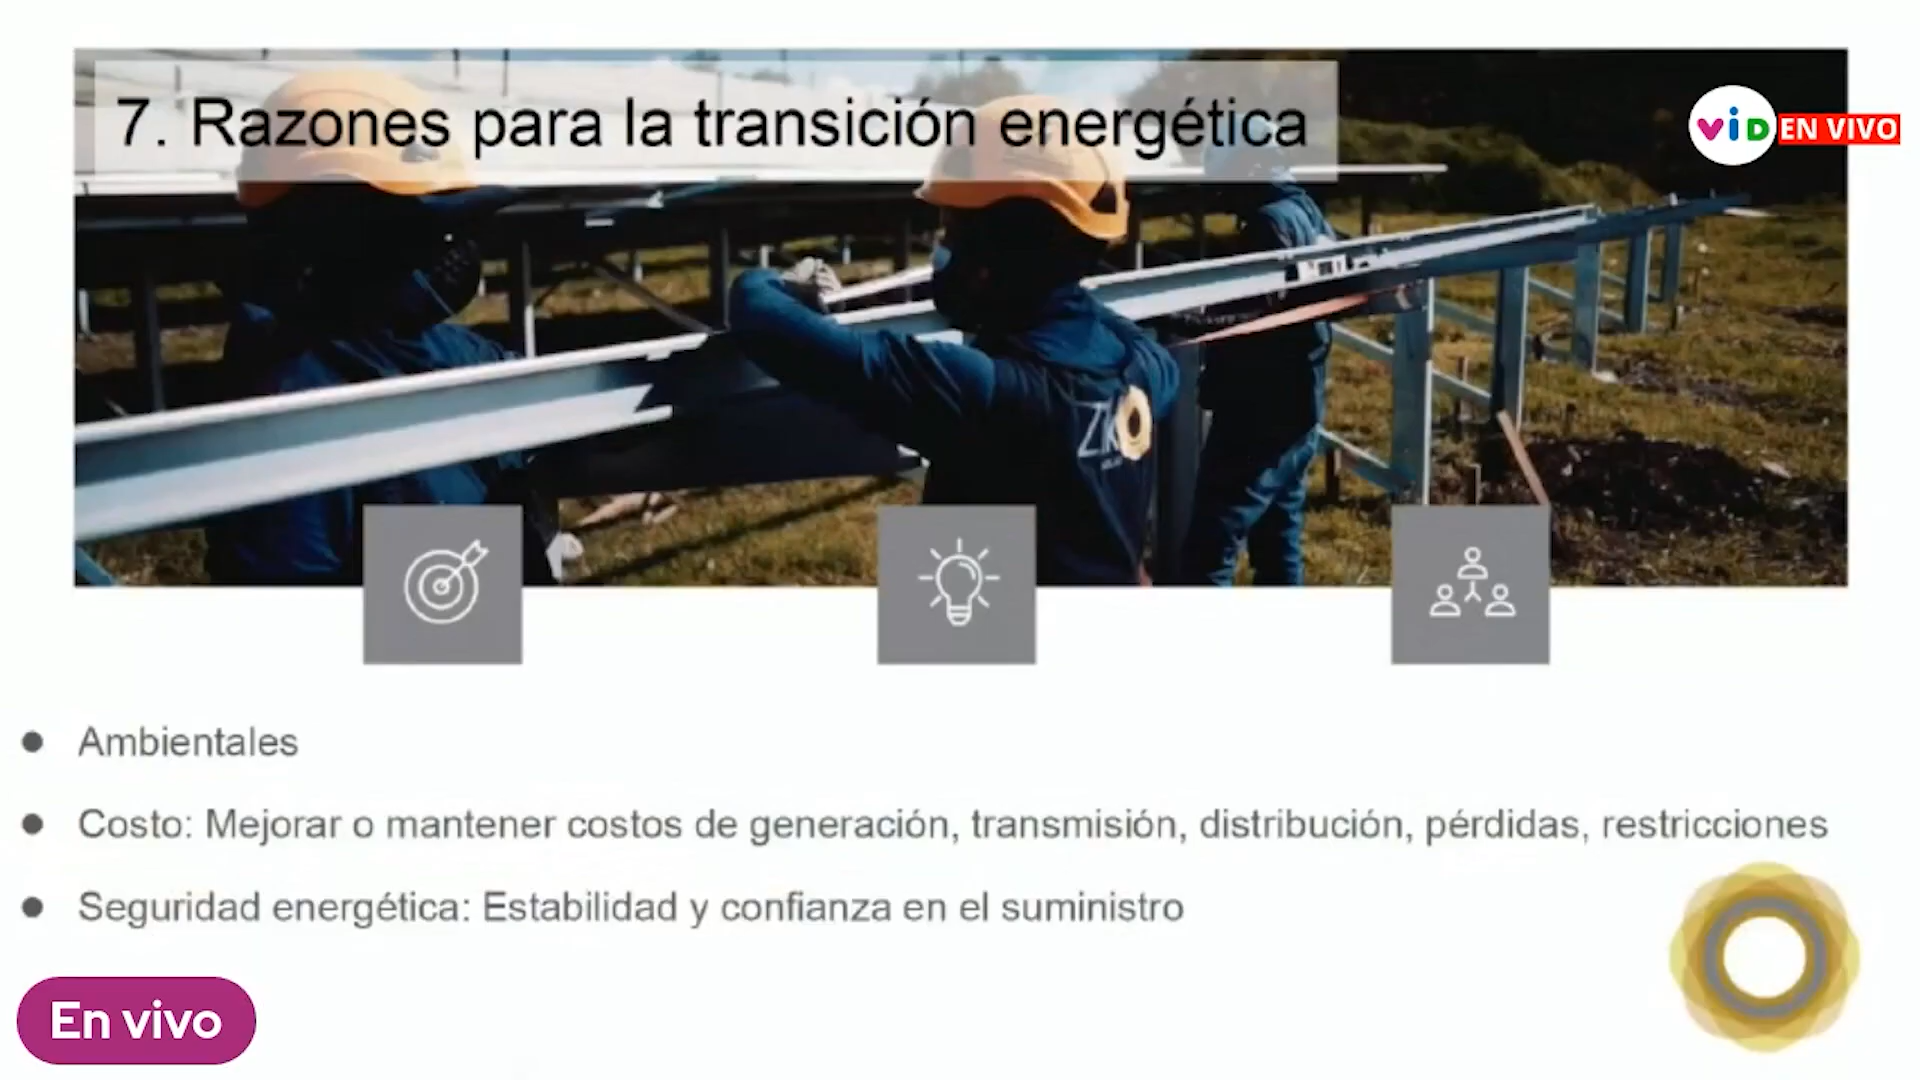 7. Razones para la transición energética
ViD EN VIVO
ZKO
Ambientales
Costo: Mejorar o mantener costos de generación, transmisión, distribución, pérdidas, restricciones
Seguridad energética: Estabilidad y confianza en el suministro
En vivo